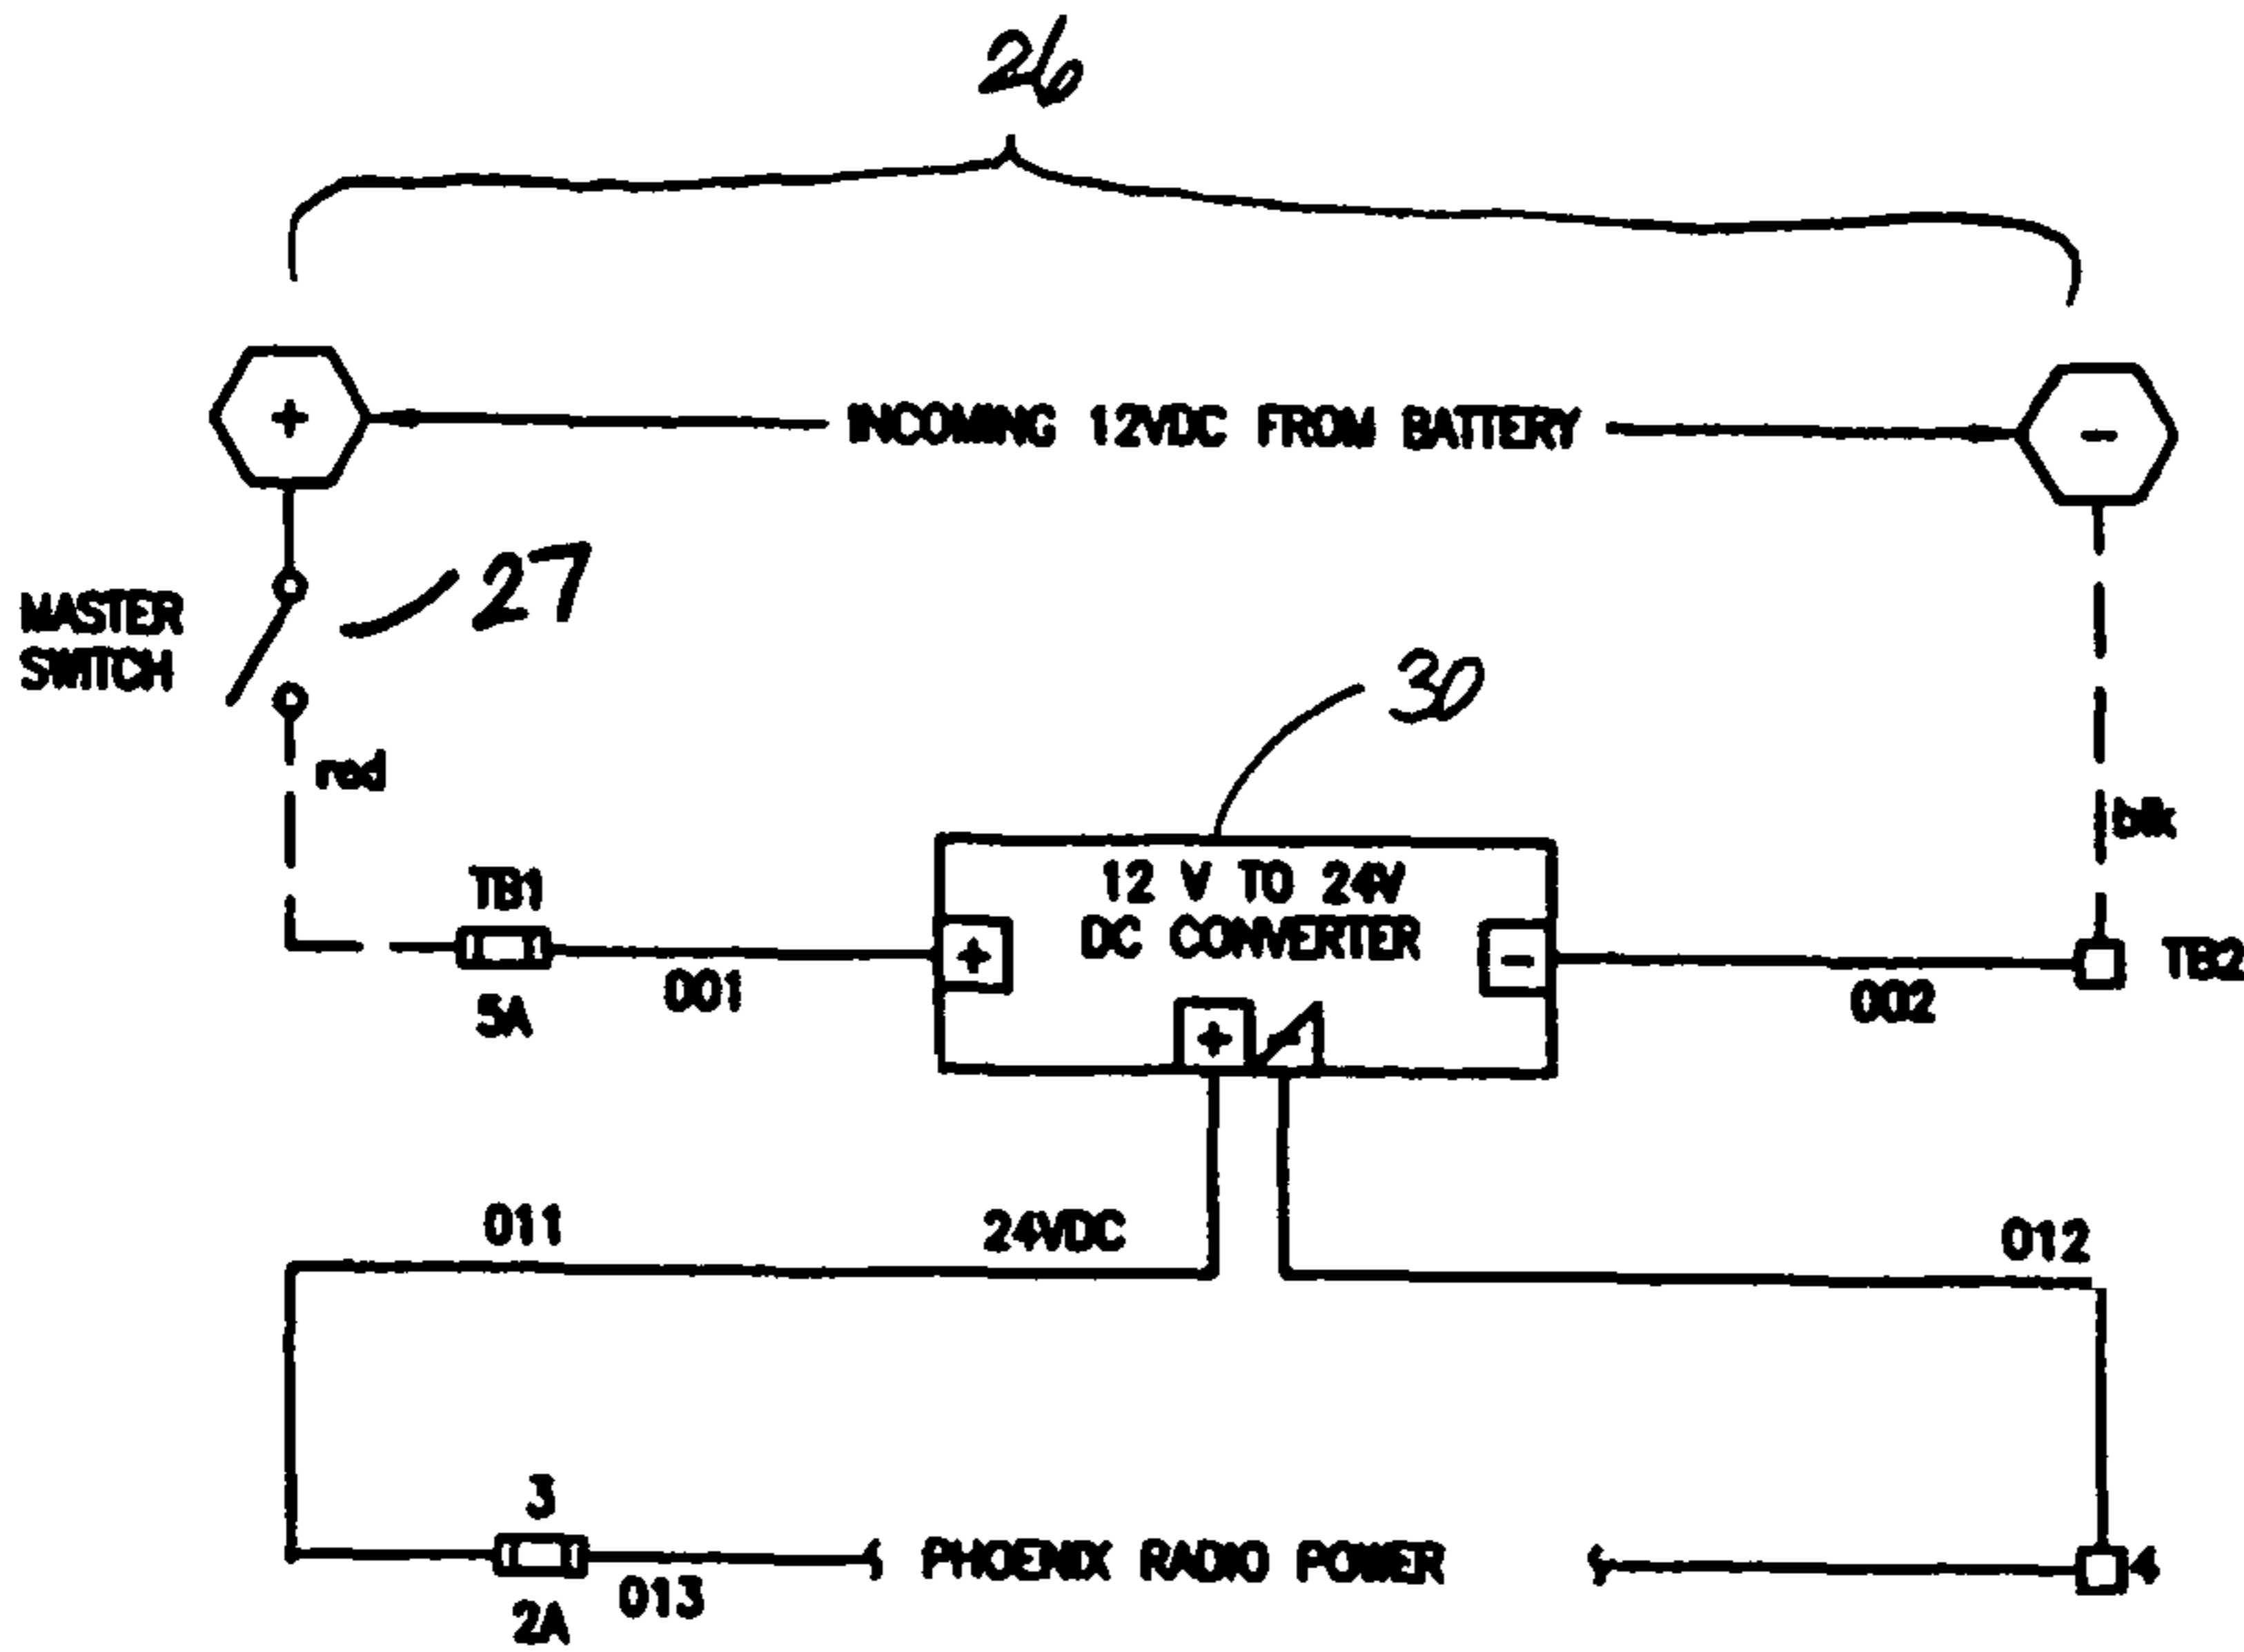 26
+
INCOMING 12VDC FROM BATTERY
-
MASTER
SWITCH
27
30
red
blk
TB1
12 V TO 24V
DC CONVERTER
+
-
TB2
5A
001
002
+
-
011
24VDC
012
3
PHOENIX RADIO POWER
4
2A
013